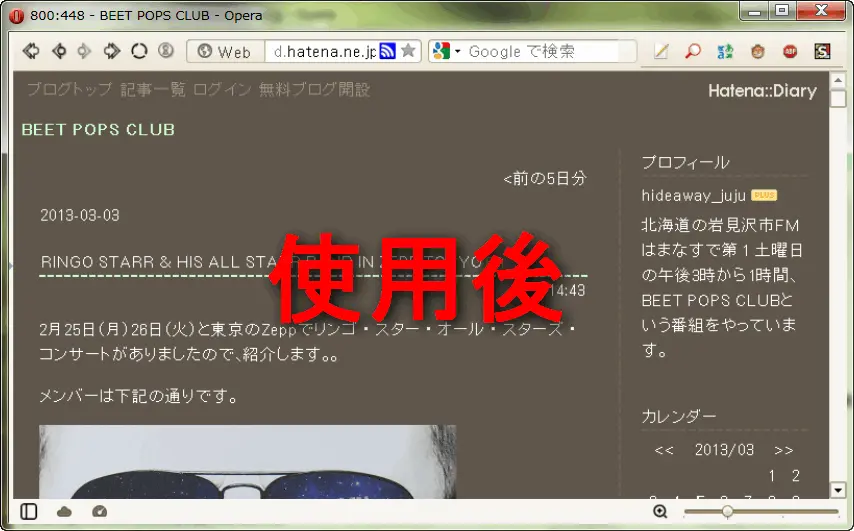 800:448 - BEET POPS CLUB - Opera
Web
d.hatena.ne.jp
Google で検索
ブログトップ 記事一覧 ログイン 無料ブログ開設
Hatena::Diary
BEET POPS CLUB
<前の5日分
2013-03-03
RINGO STARR & HIS ALL
14:43
使用後
2月25日(月)26日(火)と東京のZeppでリンゴ・スター・オール・スターズ・
コンサートがありましたので、紹介します。。
メンバーは下記の通りです。
プロフィール
hideaway_juju PLUS
北海道の岩見沢市FM
はまなすで第1土曜日
の午後3時から1時間、
BEET POPS CLUBと
いう番組をやっていま
す。
カレンダー
<< 2013/03 >>
1 2